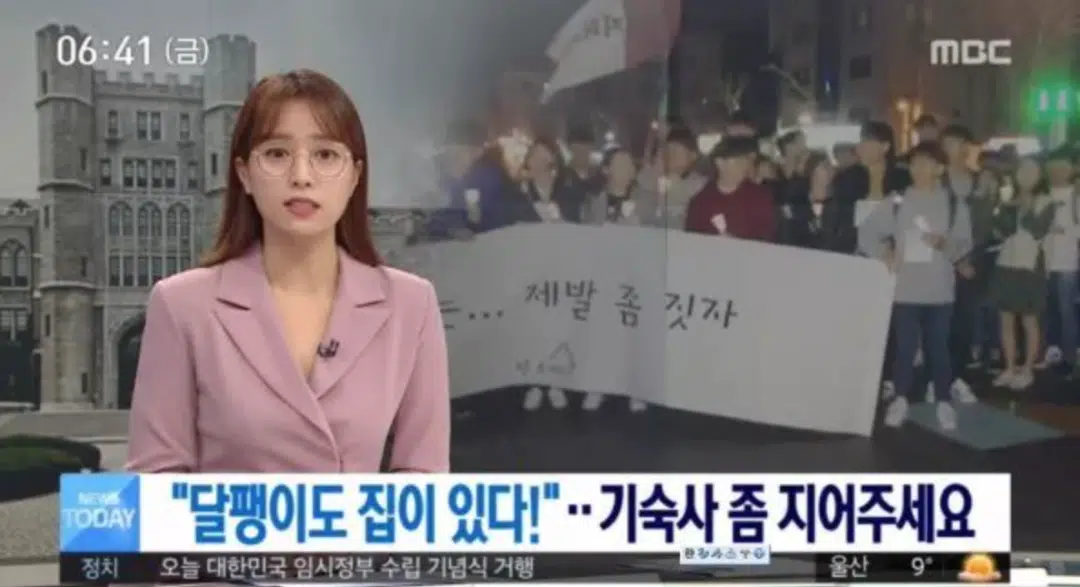 06:41 (금)
MBC
... 제발 좀 짓자
NEWS
TODAY
"달팽이도 집이 있다!"··기숙사 좀 지어주세요
정치 오늘 대한민국 임시정부 수립 기념식 거행
울산 9°